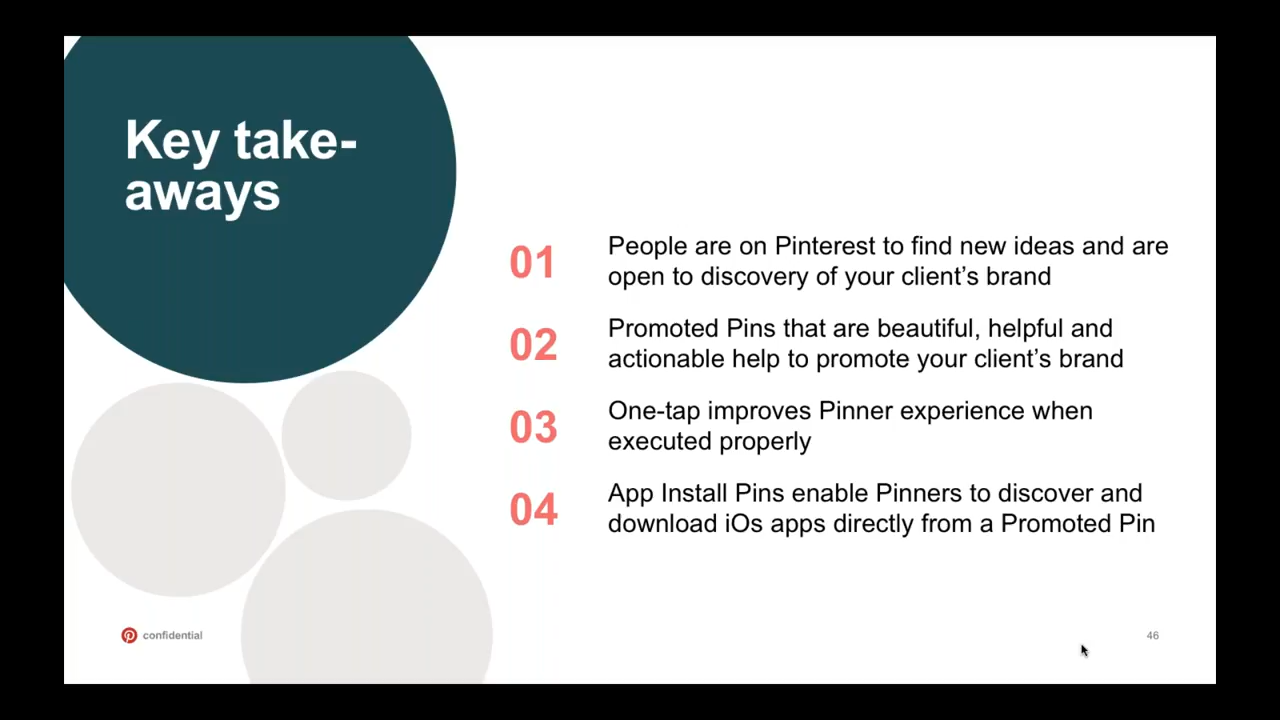 Key take-
aways
01
People are on Pinterest to find new ideas and are
open to discovery of your client’s brand
02
Promoted Pins that are beautiful, helpful and
actionable help to promote your client’s brand
03
One-tap improves Pinner experience when
executed properly
04
App Install Pins enable Pinners to discover and
download iOs apps directly from a Promoted Pin
confidential
46